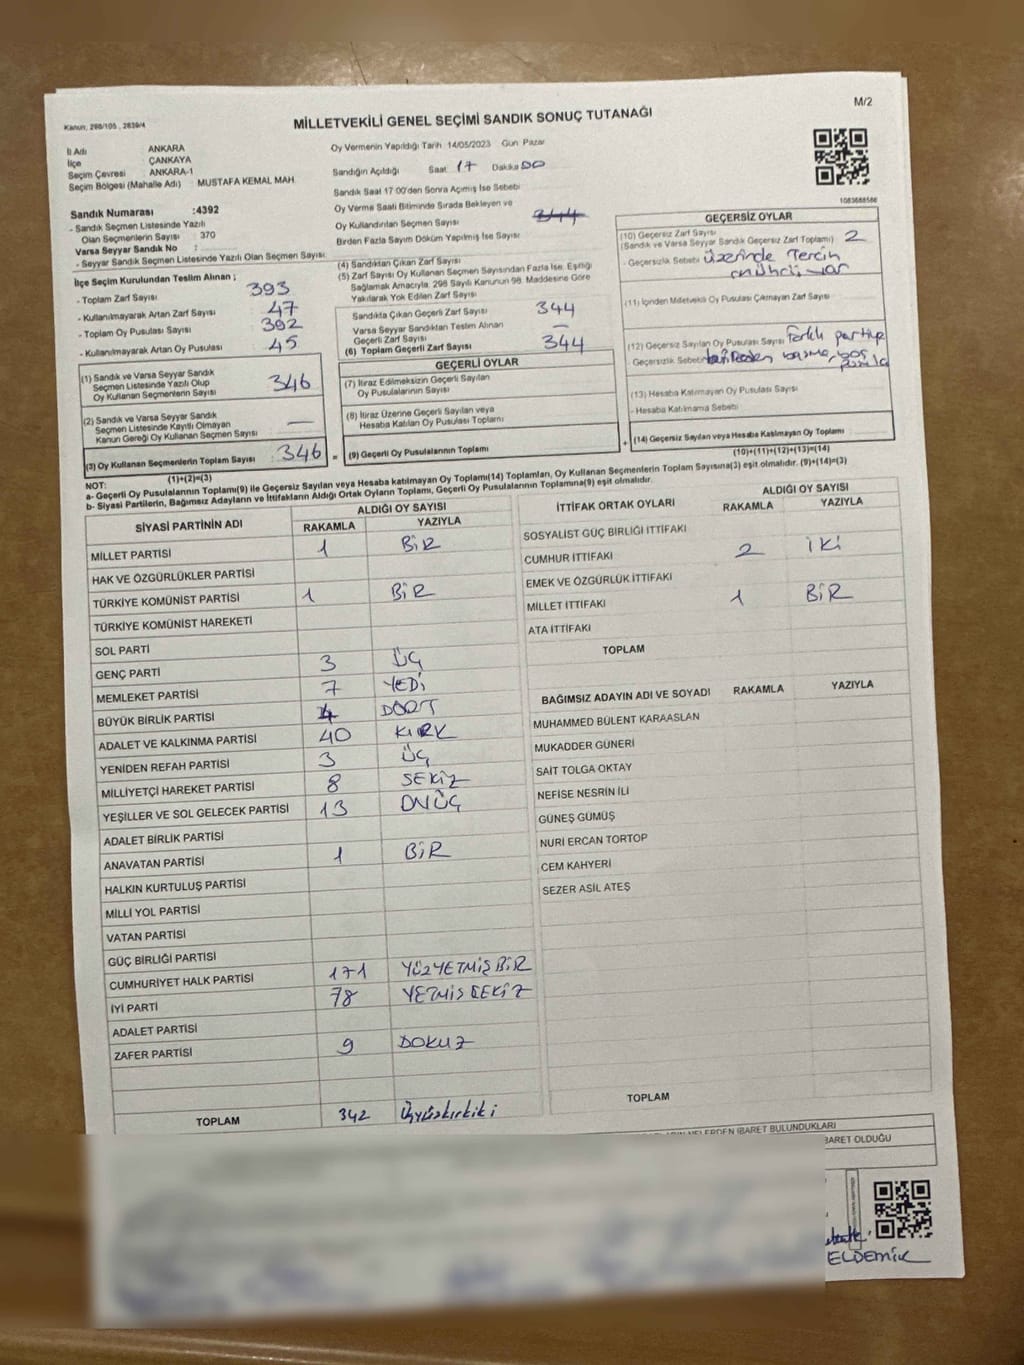 Kanun, 298/105 , 2839/4
MİLLETVEKİLİ GENEL SEÇİMİ SANDIK SONUÇ TUTANAĞI
M/2
İl Adı ANKARA
İlçe ÇANKAYA
Seçim Çevresi ANKARA-1
Seçim Bölgesi (Mahalle Adı) MUSTAFA KEMAL MAH
Sandık Numarası :4392
- Sandık Seçmen Listesinde Yazılı
Olan Seçmenlerin Sayısı : 370
Varsa Seyyar Sandık No :
- Seyyar Sandık Seçmen Listesinde Yazılı Olan Seçmen Sayısı:
İlçe Seçim Kurulundan Teslim Alınan ;
- Toplam Zarf Sayısı : 393
- Kullanılmayarak Artan Zarf Sayısı : 47
- Toplam Oy Pusulası Sayısı : 392
- Kullanılmayarak Artan Oy Pusulası : 45
(1) Sandık ve Varsa Seyyar Sandık
Seçmen Listesinde Yazılı Olup
Oy Kullanan Seçmenlerin Sayısı : 346
(2) Sandık ve Varsa Seyyar Sandık
Seçmen Listesinde Kayıtlı Olmayan
Kanun Gereği Oy Kullanan Seçmen Sayısı : —
(3) Oy Kullanan Seçmenlerin Toplam Sayısı : 346
(1)+(2)=(3)
Oy Vermenin Yapıldığı Tarih 14/05/2023 Gün Pazar
Sandığın Açıldığı Saat: 17 Dakika 00
Sandık Saat 17:00'den Sonra Açımış İse Sebebi
Oy Verme Saati Bitiminde Sırada Bekleyen ve
Oy Kullandırılan Seçmen Sayısı 344
Birden Fazla Sayım Döküm Yapılmış İse Sayısı
(4) Sandıktan Çıkan Zarf Sayısı
(5) Zarf Sayısı Oy Kullanan Seçmen Sayısından Fazla İse, Eşitliği
Sağlamak Amacıyla, 298 Sayılı Kanunun 98. Maddesine Göre
Yakılarak Yok Edilen Zarf Sayısı
Sandıkta Çıkan Geçerli Zarf Sayısı 344
Varsa Seyyar Sandıktan Teslim Alınan
Geçerli Zarf Sayısı —
(6) Toplam Geçerli Zarf Sayısı 344
GEÇERLİ OYLAR
(7) İtiraz Edilmeksizin Geçerli Sayılan
Oy Pusulalarının Sayısı
(8) İtiraz Üzerine Geçerli Sayılan veya
Hesaba Katılan Oy Pusulası Toplamı
= (9) Geçerli Oy Pusulalarının Toplamı
1083688586
GEÇERSİZ OYLAR
(10) Geçersiz Zarf Sayısı
(Sandık ve Varsa Seyyar Sandık Geçersiz Zarf Toplamı) 2
- Geçersizlik Sebebi üzerinde Tercih
mührü var
(11) İçinden Milletvekili Oy Pusulası Çıkmayan Zarf Sayısı
(12) Geçersiz Sayılan Oy Pusulası Sayısı Farklı partiye
Geçersizlik Sebebi basma, boş
(13) Hesaba Katılmayan Oy Pusulası Sayısı
- Hesaba Katılmama Sebebi
+ (14) Geçersiz Sayılan veya Hesaba Katılmayan Oy Toplamı
(10)+(11)+(12)+(13)=(14)
NOT:
a- Geçerli Oy Pusulalarının Toplamı(9) ile Geçersiz Sayılan veya Hesaba katılmayan Oy Toplamı(14) Toplamları, Oy Kullanan Seçmenlerin Toplam Sayısına(3) eşit olmalıdır. (9)+(14)=(3)
b- Siyasi Partilerin, Bağımsız Adayların ve İttifakların Aldığı Ortak Oyların Toplamı, Geçerli Oy Pusulalarının Toplamına(9) eşit olmalıdır.
SİYASİ PARTİNİN ADI ALDIĞI OY SAYISI
RAKAMLA YAZIYLA
MİLLET PARTİSİ 1 BİR
HAK VE ÖZGÜRLÜKLER PARTİSİ
TÜRKİYE KOMÜNİST PARTİSİ 1 BİR
TÜRKİYE KOMÜNİST HAREKETİ
SOL PARTİ
GENÇ PARTİ 3 ÜÇ
MEMLEKET PARTİSİ 7 YEDİ
BÜYÜK BİRLİK PARTİSİ 4 DÖRT
ADALET VE KALKINMA PARTİSİ 40 KIRK
YENİDEN REFAH PARTİSİ 3 ÜÇ
MİLLİYETÇİ HAREKET PARTİSİ 8 SEKİZ
YEŞİLLER VE SOL GELECEK PARTİSİ 13 ONÜÇ
ADALET BİRLİK PARTİSİ
ANAVATAN PARTİSİ 1 BİR
HALKIN KURTULUŞ PARTİSİ
MİLLİ YOL PARTİSİ
VATAN PARTİSİ
GÜÇ BİRLİĞİ PARTİSİ
CUMHURİYET HALK PARTİSİ 171 YÜZYETMİŞBİR
İYİ PARTİ 78 YETMİŞSEKİZ
ADALET PARTİSİ
ZAFER PARTİSİ 9 DOKUZ
TOPLAM 342 Üçyüzkırkiki
İTTİFAK ORTAK OYLARI ALDIĞI OY SAYISI
RAKAMLA YAZIYLA
SOSYALİST GÜÇ BİRLİĞİ İTTİFAKI
CUMHUR İTTİFAKI 2 İKİ
EMEK VE ÖZGÜRLÜK İTTİFAKI
MİLLET İTTİFAKI 1 BİR
ATA İTTİFAKI
TOPLAM
BAĞIMSIZ ADAYIN ADI VE SOYADI RAKAMLA YAZIYLA
MUHAMMED BÜLENT KARAASLAN
MUKADDER GÜNERİ
SAİT TOLGA OKTAY
NEFİSE NESRİN İLİ
GÜNEŞ GÜMÜŞ
NURİ ERCAN TORTOP
CEM KAHYERİ
SEZER ASİL ATEŞ
TOPLAM
NELERDEN İBARET BULUNDUKLARI
BARET OLDUĞU
ELDEMİR